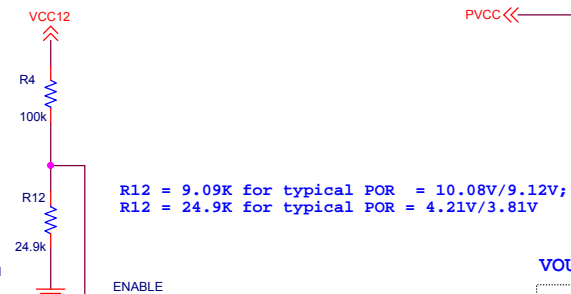 VCC12
PVCC
R4
100k
R12 = 9.09K for typical POR = 10.08V/9.12V;
R12 = 24.9K for typical POR = 4.21V/3.81V
R12
24.9k
VOU
ENABLE